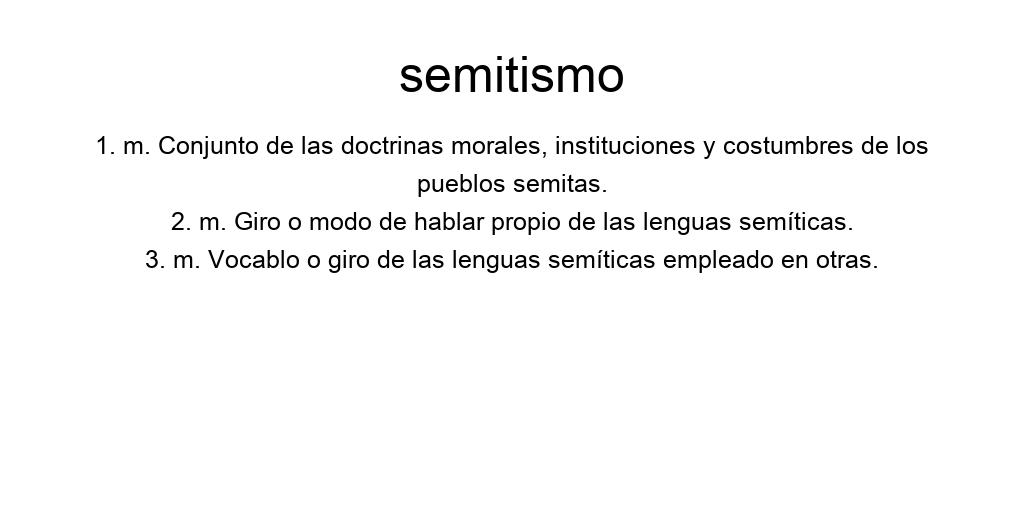 semitismo
1. m. Conjunto de las doctrinas morales, instituciones y costumbres de los
pueblos semitas.
2. m. Giro o modo de hablar propio de las lenguas semíticas.
3. m. Vocablo o giro de las lenguas semíticas empleado en otras.